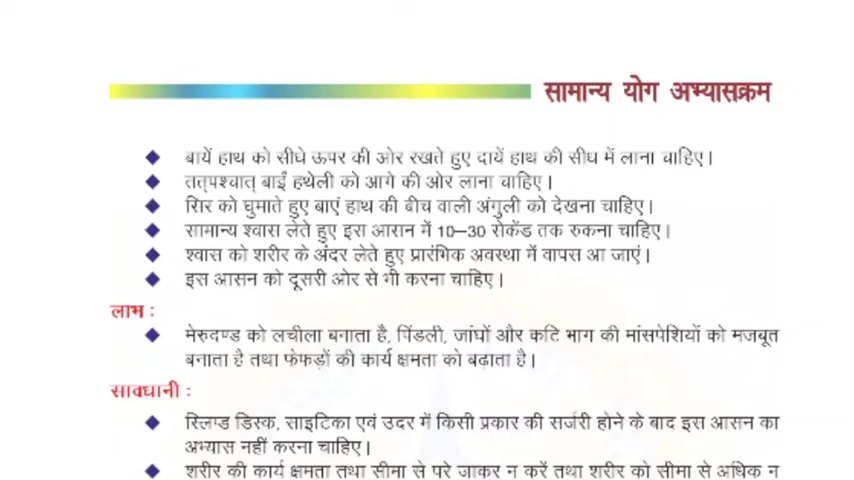 सामान्य योग अभ्यासक्रम
बायें हाथ को सीधे ऊपर की ओर रखते हुए दायें हाथ की सीध में लाना चाहिए।
तत्पश्चात् बाईं हथेली को आगे की ओर लाना चाहिए।
सिर को घुमाते हुए बाएं हाथ की बीच वाली अंगुली को देखना चाहिए।
सामान्य श्वास लेते हुए इस आसन में 10–30 सेकेंड तक रुकना चाहिए।
श्वास को शरीर के अंदर लेते हुए प्रारंभिक अवस्था में वापस आ जाएं।
इस आसन को दूसरी ओर से भी करना चाहिए।
लाभ :
मेरुदण्ड को लचीला बनाता है, पिंडली, जांघों और कटि भाग की मांसपेशियों को मजबूत
बनाता है तथा फेफड़ों की कार्य क्षमता को बढ़ाता है।
सावधानी :
स्लिप्ड डिस्क, साइटिका एवं उदर में किसी प्रकार की सर्जरी होने के बाद इस आसन का
अभ्यास नहीं करना चाहिए।
शरीर की कार्य क्षमता तथा सीमा से परे जाकर न करें तथा शरीर को सीमा से अधिक न